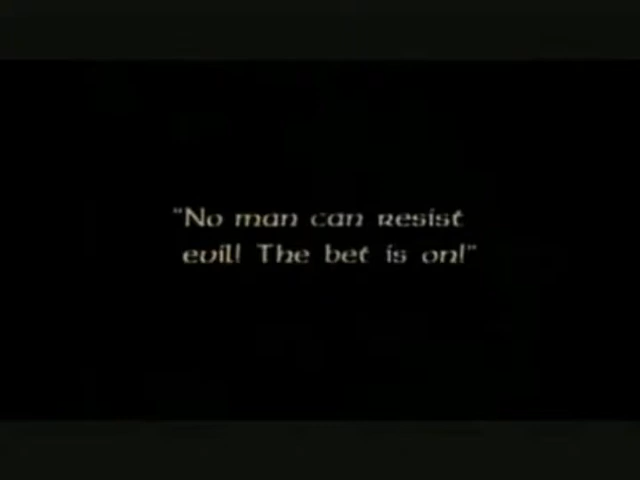 "No man can resist
evil! The bet is on!"